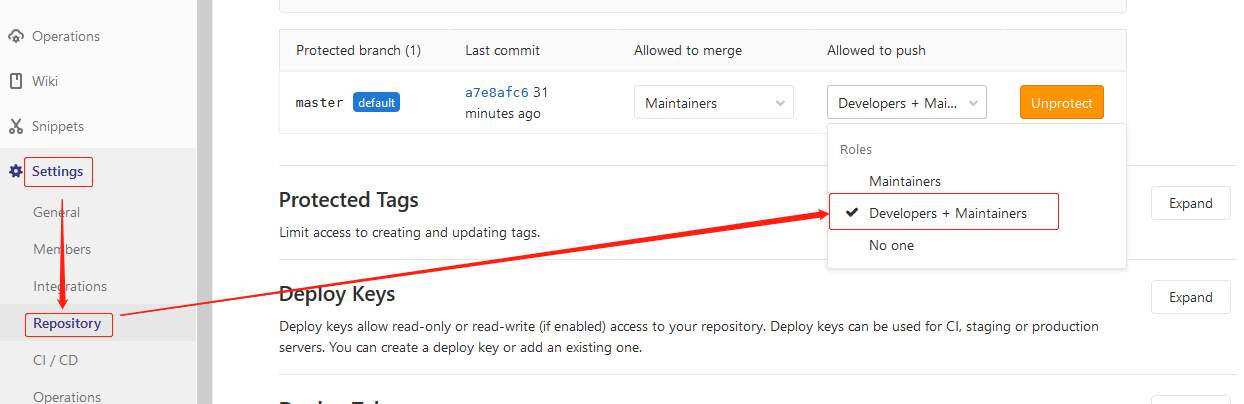 Operations
Wiki
Snippets
Settings
General
Members
Integrations
Repository
CI / CD
Operations
Protected branch (1) Last commit Allowed to merge Allowed to push
master default a7e8afc6 31 minutes ago Maintainers Developers + Mai... Unprotect
Roles
Maintainers
Developers + Maintainers
No one
Protected Tags
Expand
Limit access to creating and updating tags.
Deploy Keys
Expand
Deploy keys allow read-only or read-write (if enabled) access to your repository. Deploy keys can be used for CI, staging or production
servers. You can create a deploy key or add an existing one.